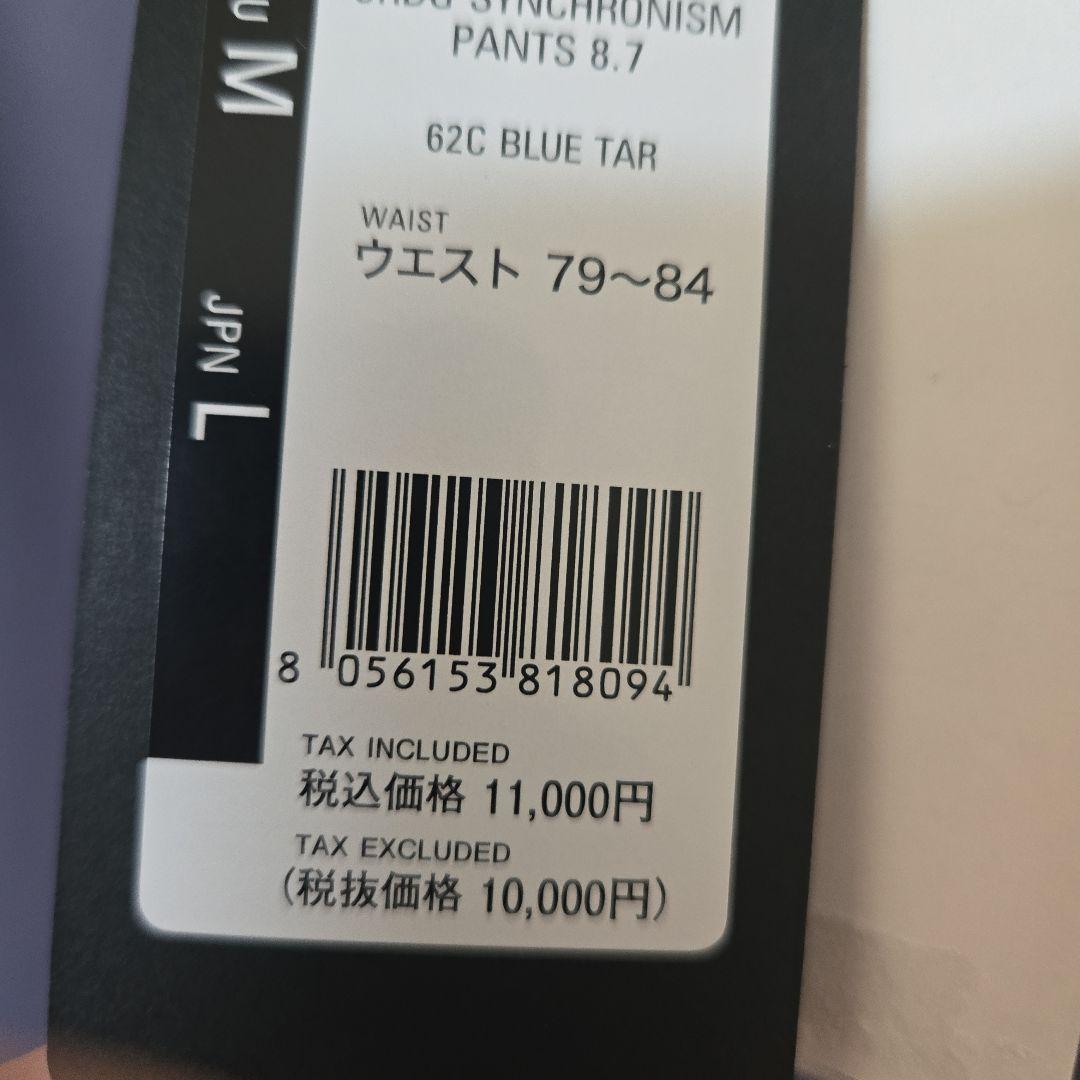 SYNCHRONISM
PANTS 8.7
62C BLUE TAR
WAIST
ウエスト 79～84
M
JPN L
8 056153 818094
TAX INCLUDED
税込価格 11,000円
TAX EXCLUDED
(税抜価格 10,000円)